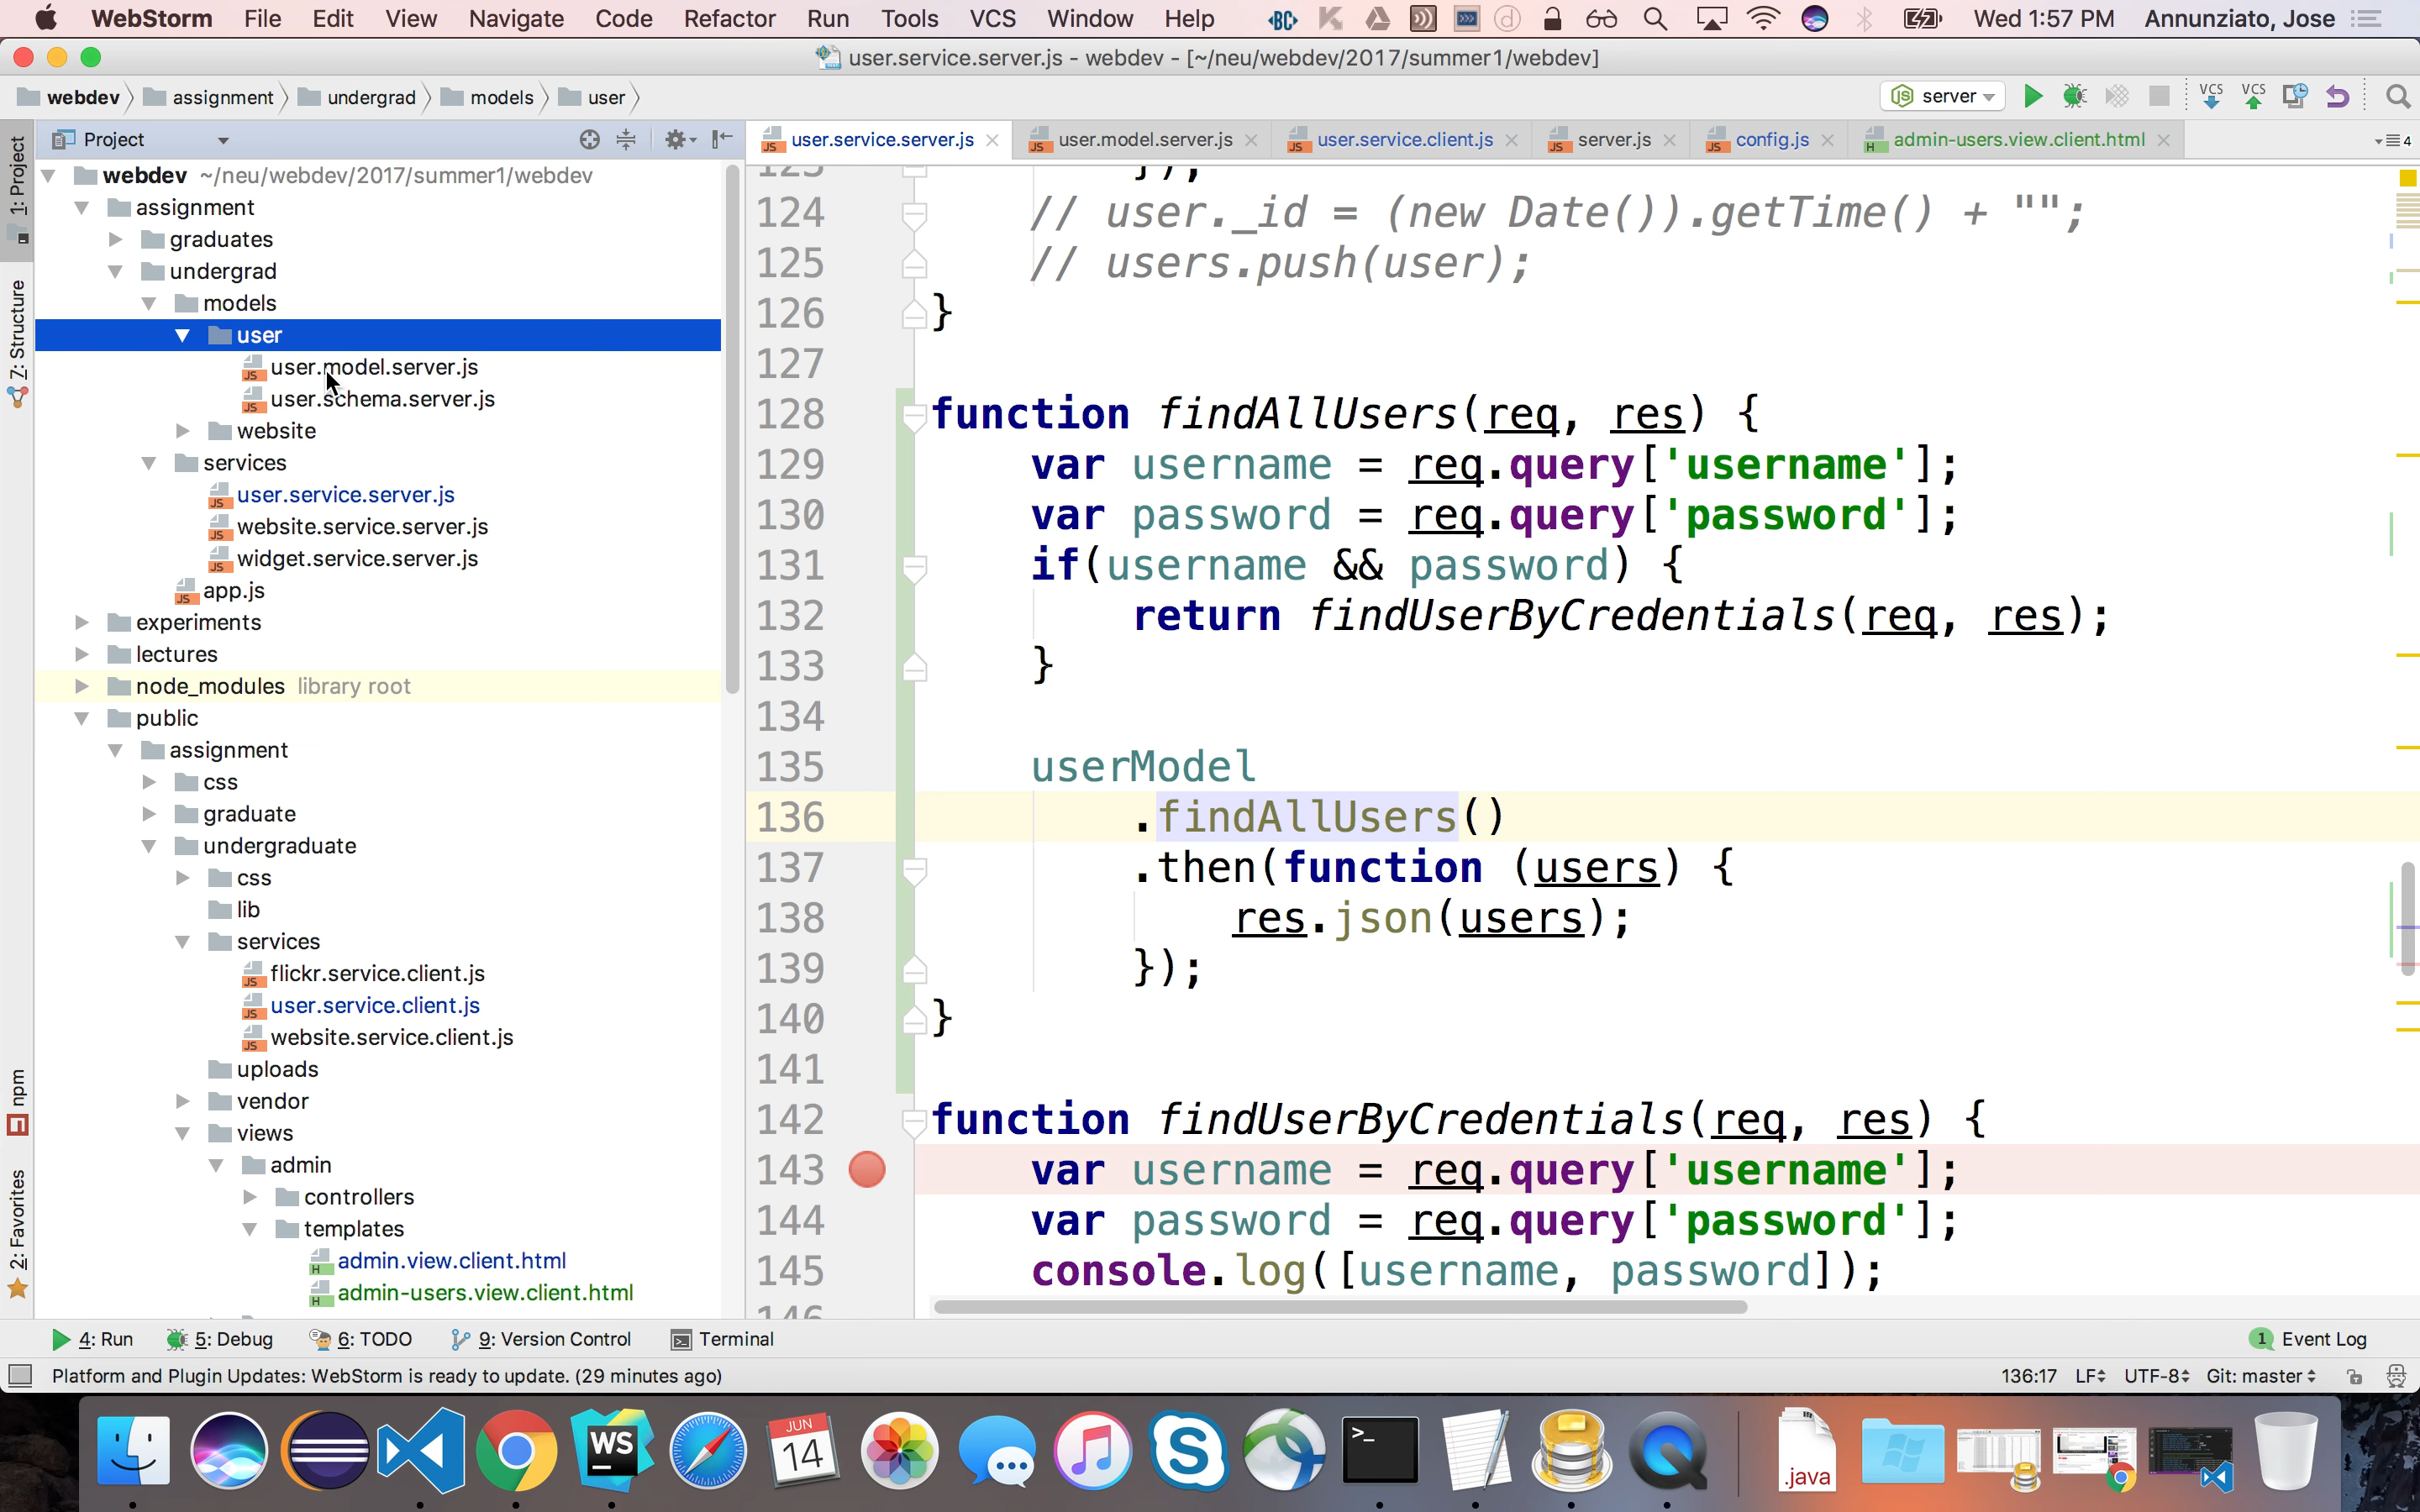 WebStorm File Edit View Navigate Code Refactor Run Tools VCS Window Help Wed 1:57 PM Annunziato, Jose
user.service.server.js - webdev - [~/neu/webdev/2017/summer1/webdev]
webdev assignment undergrad models user server VCS VCS
Project
user.service.server.js user.model.server.js user.service.client.js server.js config.js admin-users.view.client.html 4
1: Project
7: Structure
npm
2: Favorites
webdev ~/neu/webdev/2017/summer1/webdev
assignment
graduates
undergrad
models
user
user.model.server.js
user.schema.server.js
website
services
user.service.server.js
website.service.server.js
widget.service.server.js
app.js
experiments
lectures
node_modules library root
public
assignment
css
graduate
undergraduate
css
lib
services
flickr.service.client.js
user.service.client.js
website.service.client.js
uploads
vendor
views
admin
controllers
templates
admin.view.client.html
admin-users.view.client.html
123 });
124 // user._id = (new Date()).getTime() + "";
125 // users.push(user);
126 }
127
128 function findAllUsers(req, res) {
129 var username = req.query['username'];
130 var password = req.query['password'];
131 if(username && password) {
132 return findUserByCredentials(req, res);
133 }
134
135 userModel
136 .findAllUsers()
137 .then(function (users) {
138 res.json(users);
139 });
140 }
141
142 function findUserByCredentials(req, res) {
143 var username = req.query['username'];
144 var password = req.query['password'];
145 console.log([username, password]);
146
4: Run 5: Debug 6: TODO 9: Version Control Terminal 1 Event Log
Platform and Plugin Updates: WebStorm is ready to update. (29 minutes ago) 136:17 LF UTF-8 Git: master
WS
JUN
14
.java